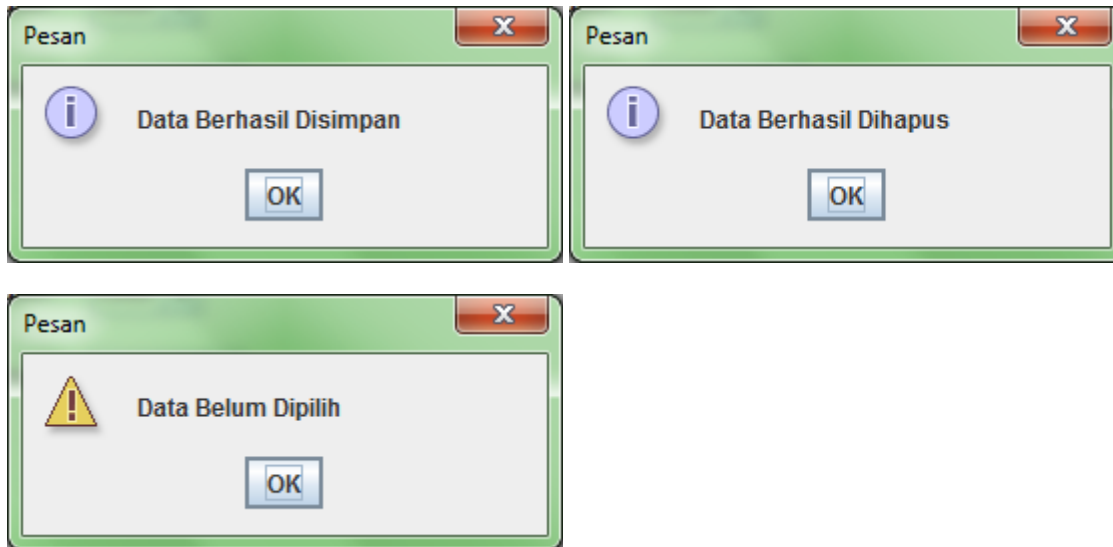 Pesan
Data Berhasil Disimpan
OK
Pesan
Data Berhasil Dihapus
OK
Pesan
Data Belum Dipilih
OK